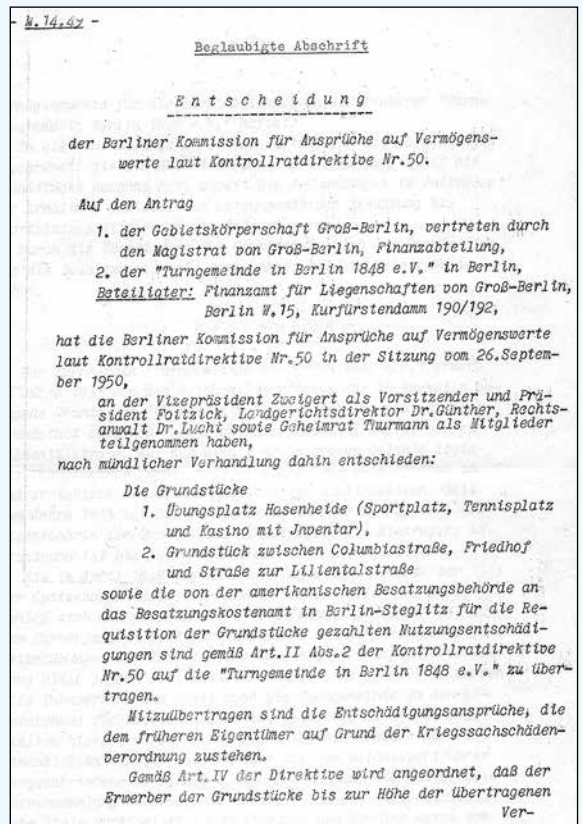 - W.14.49 -
Beglaubigte Abschrift
Entscheidung
der Berliner Kommission für Ansprüche auf Vermögens-
werte laut Kontrollratdirektive Nr.50.
Auf den Antrag
1. der Gebietskörperschaft Groß-Berlin, vertreten durch
den Magistrat von Groß-Berlin, Finanzabteilung,
2. der "Turngemeinde in Berlin 1848 e.V." in Berlin,
Beteiligter: Finanzamt für Liegenschaften von Groß-Berlin,
Berlin W.15, Kurfürstendamm 190/192,
hat die Berliner Kommission für Ansprüche auf Vermögenswerte
laut Kontrollratdirektive Nr.50 in der Sitzung vom 26.Septem-
ber 1950,
an der Vizepräsident Zweigert als Vorsitzender und Prä-
sident Foitzick, Landgerichtsdirektor Dr.Günther, Rechts-
anwalt Dr.Lucht sowie Geheimrat Thurmann als Mitglieder
teilgenommen haben,
nach mündlicher Verhandlung dahin entschieden:
Die Grundstücke
1. Übungsplatz Hasenheide (Sportplatz, Tennisplatz
und Kasino mit Jnventar),
2. Grundstück zwischen Columbiastraße, Friedhof
und Straße zur Lilientalstraße
sowie die von der amerikanischen Besatzungsbehörde an
das Besatzungskostenamt in Berlin-Steglitz für die Re-
quisition der Grundstücke gezahlten Nutzungsentschädi-
gungen sind gemäß Art.II Abs.2 der Kontrollratdirektive
Nr.50 auf die "Turngemeinde in Berlin 1848 e.V." zu über-
tragen.
Mitzuübertragen sind die Entschädigungsansprüche, die
dem früheren Eigentümer auf Grund der Kriegssachschäden-
verordnung zustehen.
Gemäß Art.IV der Direktive wird angeordnet, daß der
Erwerber der Grundstücke bis zur Höhe der übertragenen
Ver-